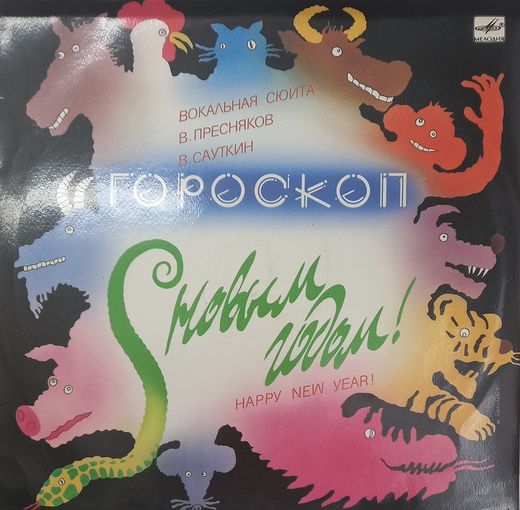 МЕЛОДИЯ
ВОКАЛЬНАЯ СЮИТА
В. ПРЕСНЯКОВ
В. САУТКИН
ГОРОСКОП
С новым
годом!
HAPPY NEW YEAR!